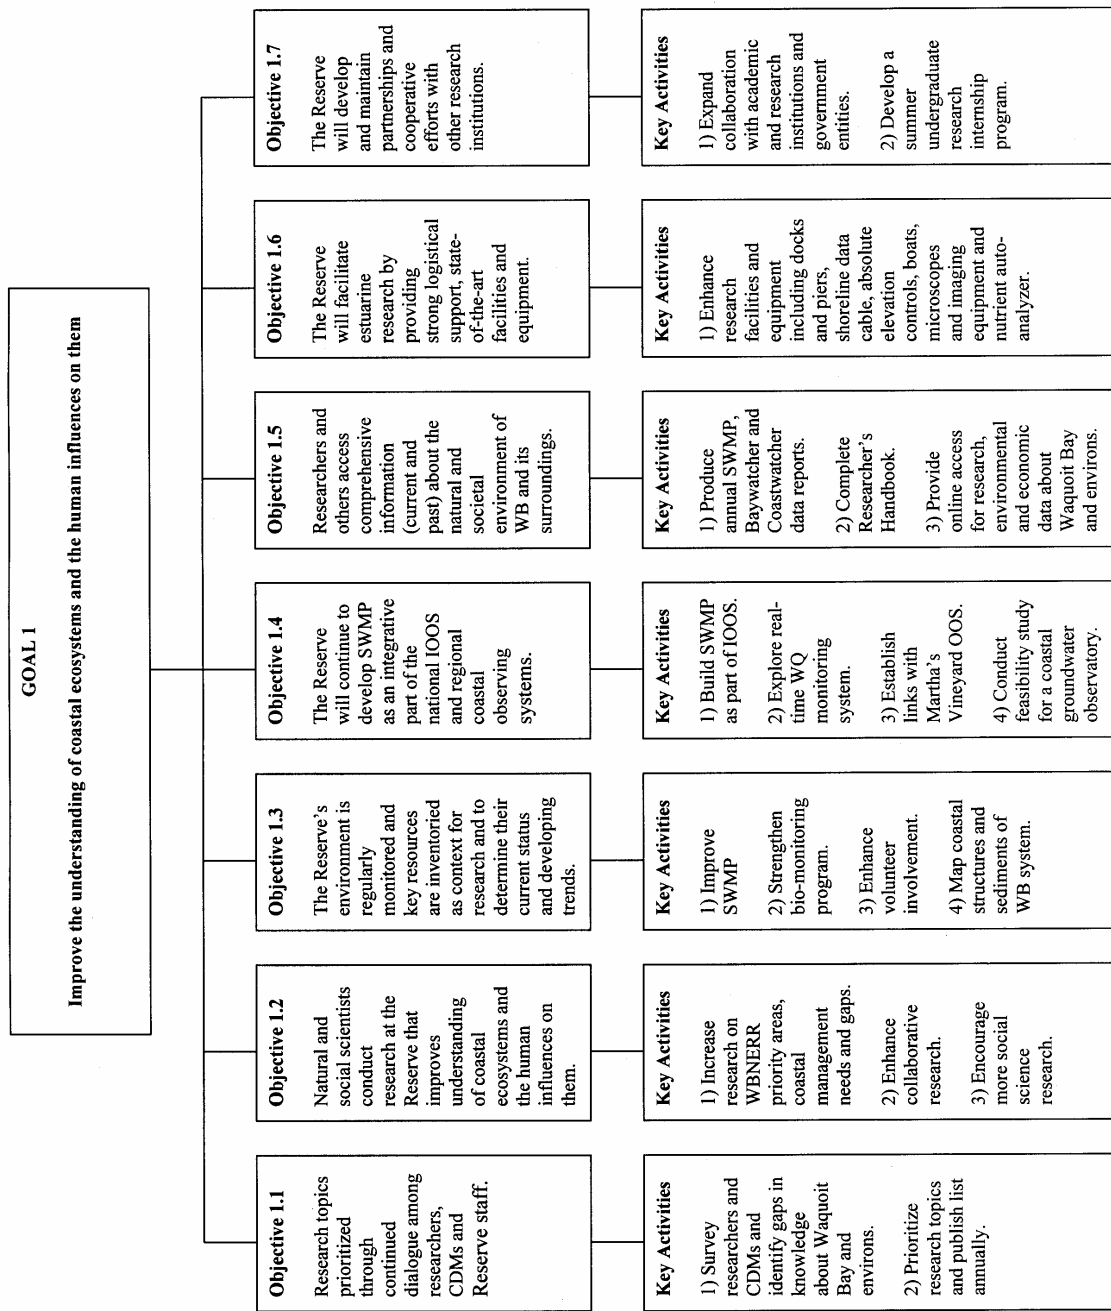 GOAL 1
Improve the understanding of coastal ecosystems and the human influences on them
Objective 1.1
Research topics
prioritized
through
continued
dialogue among
researchers,
CDMs and
Reserve staff.
Key Activities
1) Survey
researchers and
CDMs and
identify gaps in
knowledge
about Waquoit
Bay and
environs.
2) Prioritize
research topics
and publish list
annually.
Objective 1.2
Natural and
social scientists
conduct
research at the
Reserve that
improves
understanding
of coastal
ecosystems and
the human
influences on
them.
Key Activities
1) Increase
research on
WBNERR
priority areas,
coastal
management
needs and gaps.
2) Enhance
collaborative
research.
3) Encourage
more social
science
research.
Objective 1.3
The Reserve's
environment is
regularly
monitored and
key resources
are inventoried
as context for
research and to
determine their
current status
and developing
trends.
Key Activities
1) Improve
SWMP
2) Strengthen
bio-monitoring
program.
3) Enhance
volunteer
involvement.
4) Map coastal
structures and
sediments of
WB system.
Objective 1.4
The Reserve
will continue to
develop SWMP
as an integrative
part of the
national IOOS
and regional
coastal
observing
systems.
Key Activities
1) Build SWMP
as part of IOOS.
2) Explore real-
time WQ
monitoring
system.
3) Establish
links with
Martha's
Vineyard OOS.
4) Conduct
feasibility study
for a coastal
groundwater
observatory.
Objective 1.5
Researchers and
others access
comprehensive
information
(current and
past) about the
natural and
societal
environment of
WB and its
surroundings.
Key Activities
1) Produce
annual SWMP,
Baywatcher and
Coastwatcher
data reports.
2) Complete
Researcher's
Handbook.
3) Provide
online access
for research,
environmental
and economic
data about
Waquoit Bay
and environs.
Objective 1.6
The Reserve
will facilitate
estuarine
research by
providing
strong logistical
support, state-
of-the-art
facilities and
equipment.
Key Activities
1) Enhance
research
facilities and
equipment
including docks
and piers,
shoreline data
cable, absolute
elevation
controls, boats,
microscopes
and imaging
equipment and
nutrient auto-
analyzer.
Objective 1.7
The Reserve
will develop
and maintain
partnerships and
cooperative
efforts with
other research
institutions.
Key Activities
1) Expand
collaboration
with academic
and research
institutions and
government
entities.
2) Develop a
summer
undergraduate
research
internship
program.